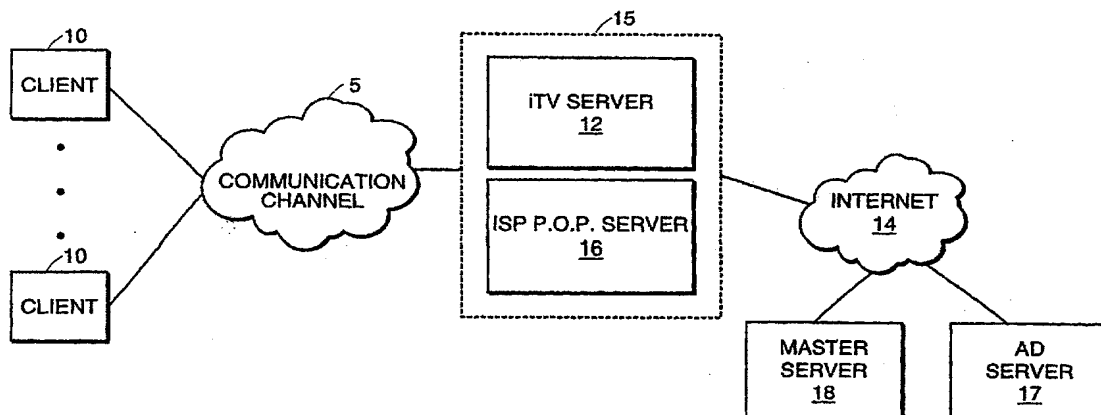 10
CLIENT
10
CLIENT
5
COMMUNICATION
CHANNEL
15
iTV SERVER
12
ISP P.O.P. SERVER
16
INTERNET
14
MASTER
SERVER
18
AD
SERVER
17